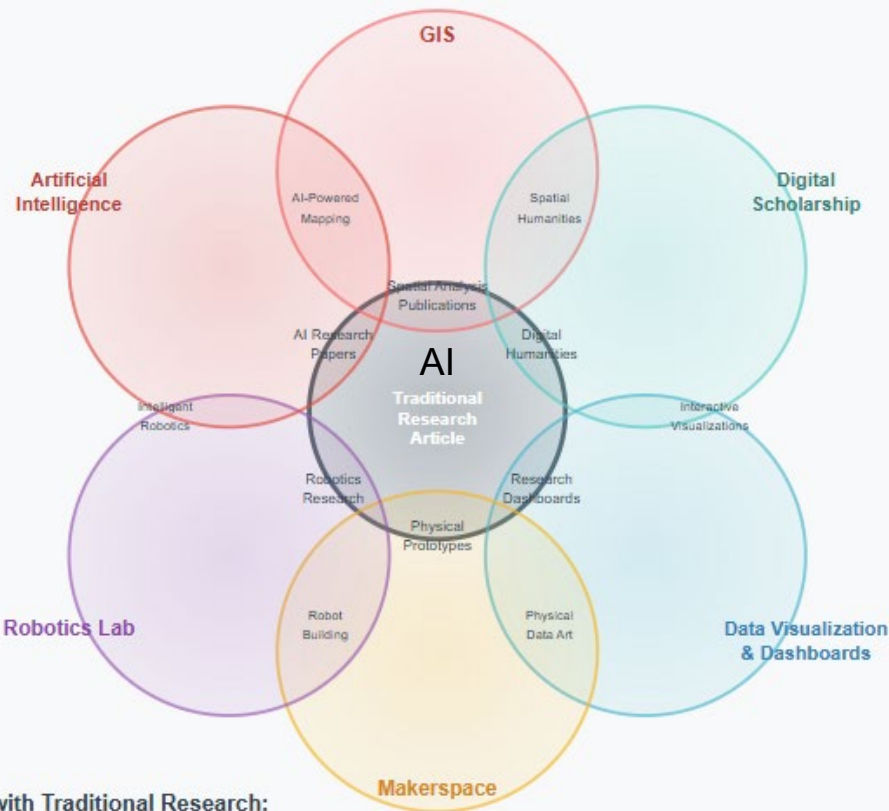 GIS
Artificial
Intelligence
Digital
Scholarship
AI-Powered
Mapping
Spatial
Humanities
Spatial Analysis
Publications
AI Research
Papers
AI
Digital
Humanities
Traditional
Research
Article
Intelligent
Robotics
Interactive
Visualizations
Robotics
Research
Research
Dashboards
Physical
Prototypes
Robotics Lab
Robot
Building
Physical
Data Art
Data Visualization
& Dashboards
Makerspace
with Traditional Research: